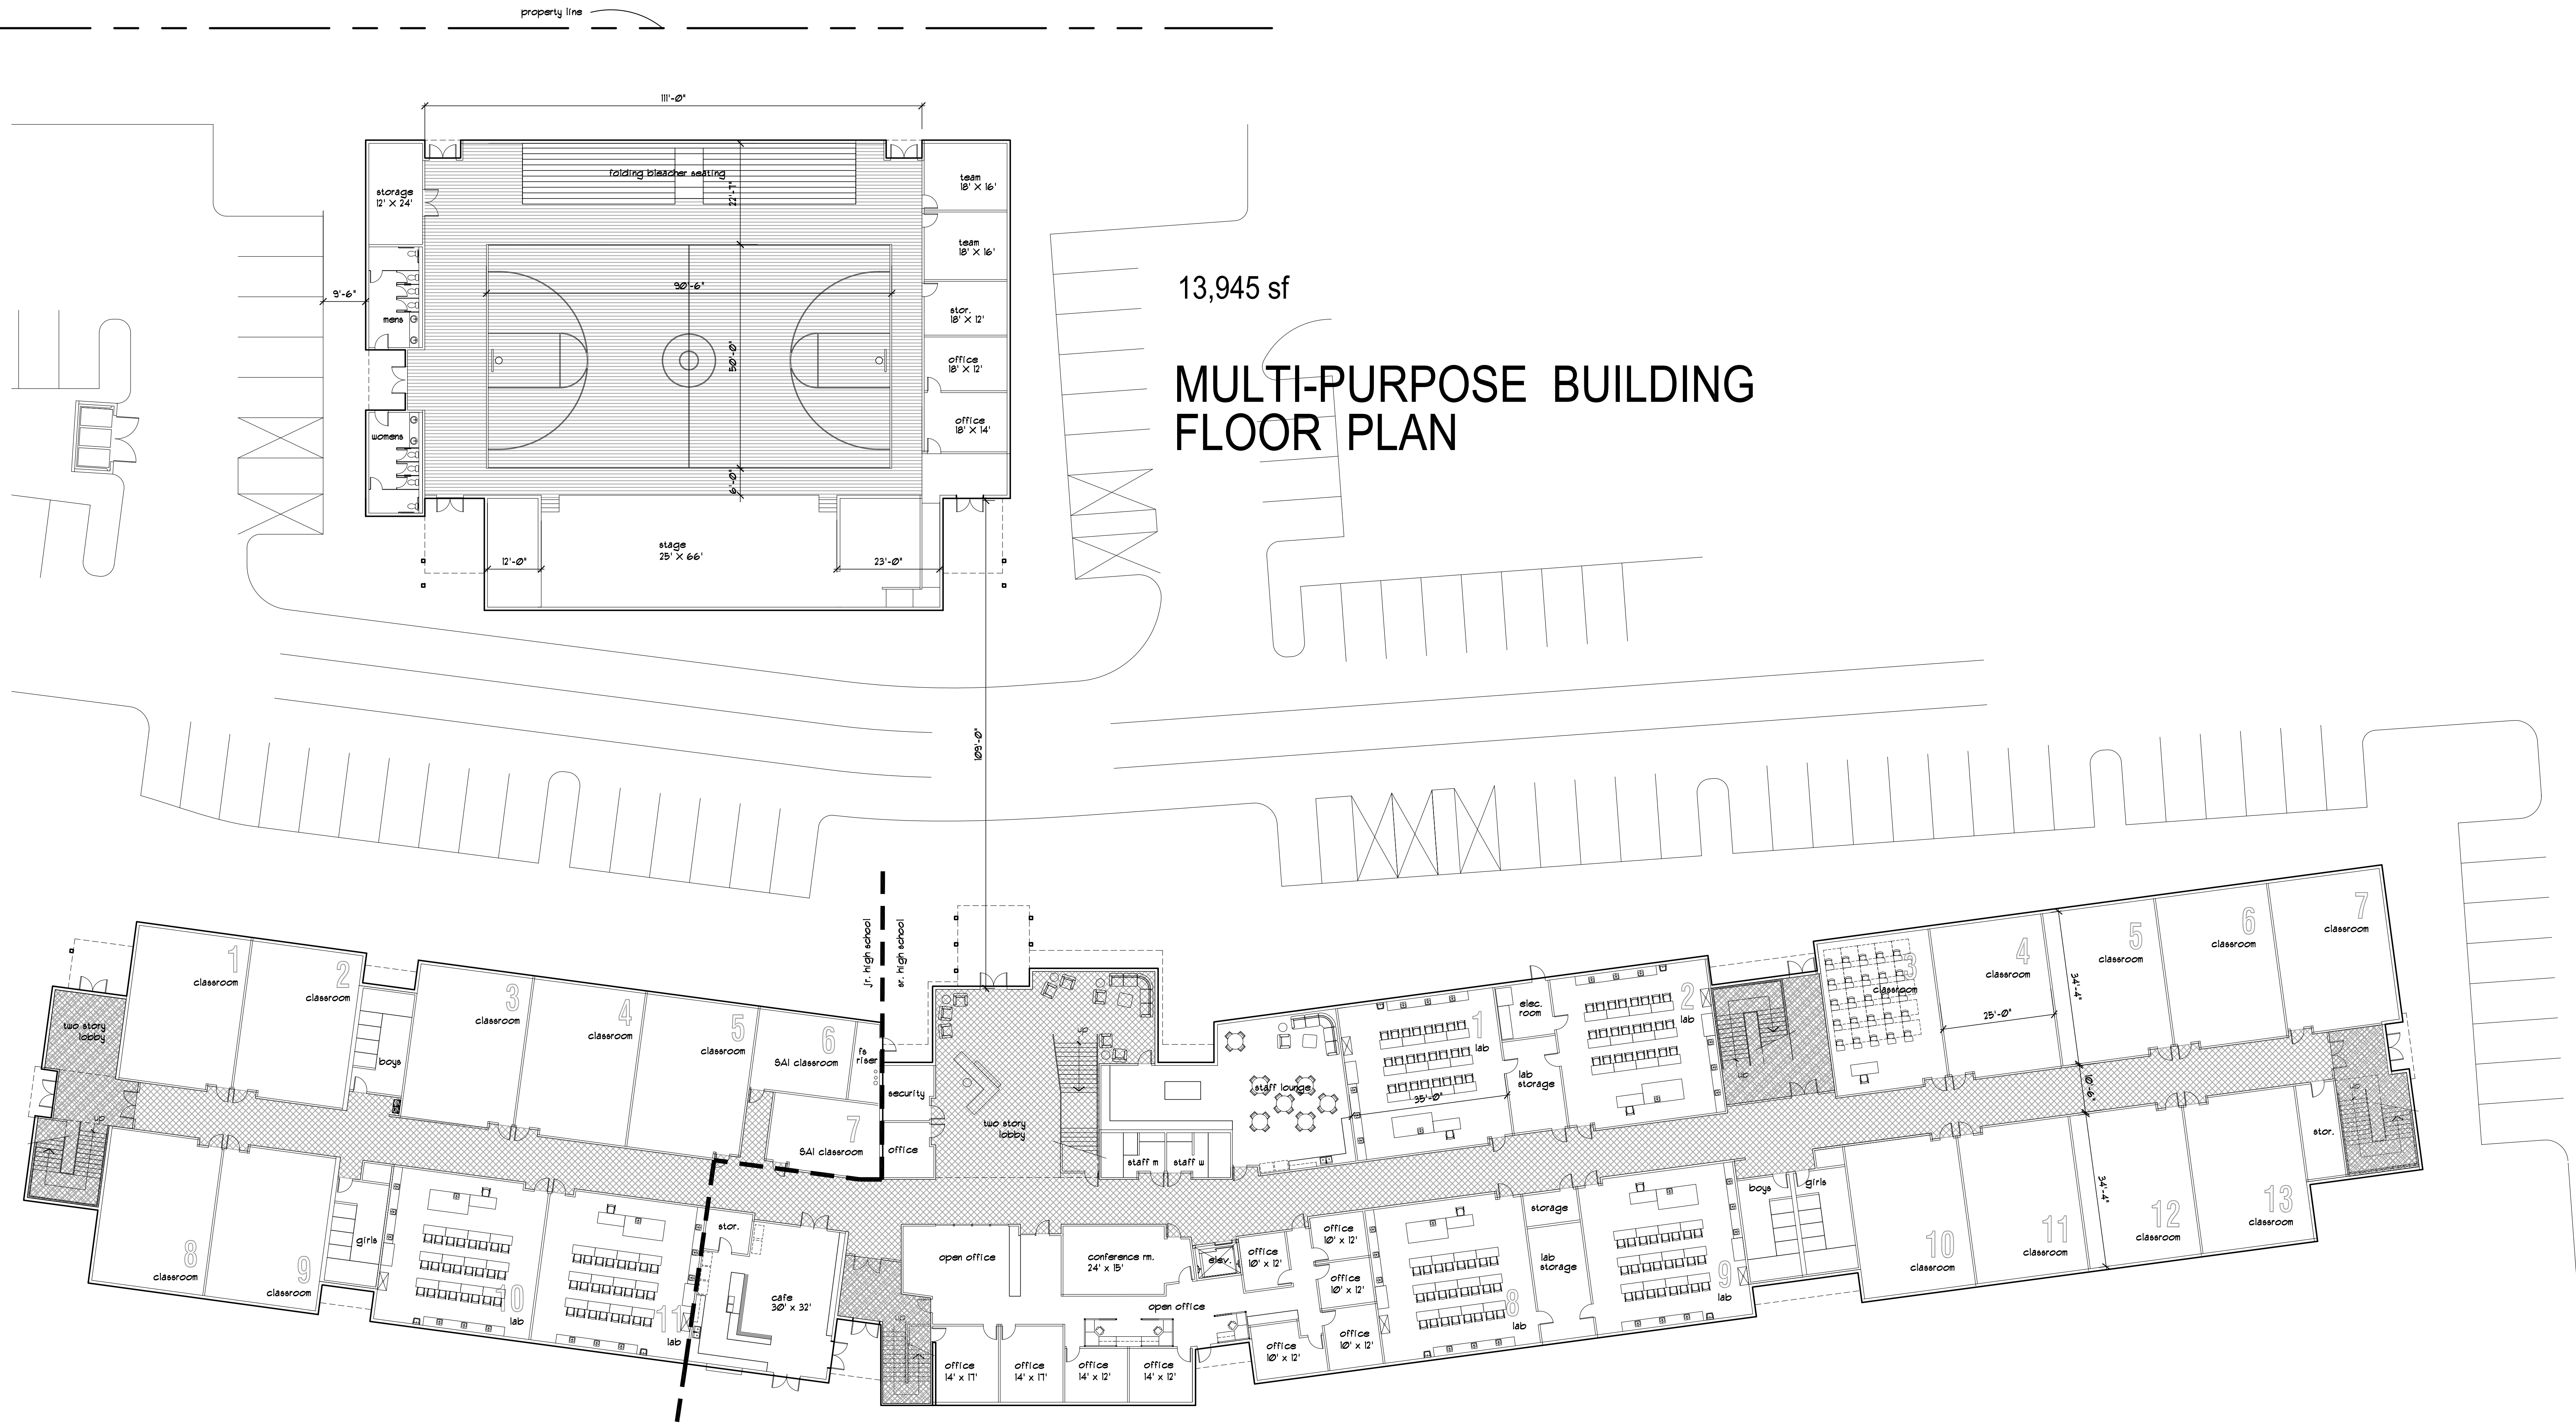 property line
111'-0"
folding bleacher seating
22'-7"
storage
12' X 24'
team
18' X 16'
team
18' X 16'
9'-6"
90'-6"
mens
stor.
18' X 12'
50'-0"
office
18' X 12'
womens
office
18' X 14'
6'-0"
stage
25' X 66'
12'-0"
23'-0"
13,945 sf
MULTI-PURPOSE BUILDING
FLOOR PLAN
109'-0"
jr. high school
sr. high school
two story
lobby
1
classroom
2
classroom
boys
3
classroom
4
classroom
5
classroom
6
SAI classroom
fs
riser
7
SAI classroom
security
office
two story
lobby
up
staff m
staff w
staff lounge
35'-0"
1
lab
elec.
room
lab
storage
2
lab
up
3
classroom
4
classroom
25'-0"
34'-4"
5
classroom
6
classroom
7
classroom
10'-6"
up
up
8
classroom
9
classroom
girls
10
lab
11
lab
stor.
cafe
30' x 32'
up
open office
conference rm.
24' x 15'
elev.
office
10' x 12'
office
10' x 12'
office
10' x 12'
office
10' x 12'
office
10' x 12'
open office
office
14' x 17'
office
14' x 17'
office
14' x 12'
office
14' x 12'
8
lab
storage
lab
storage
9
lab
boys
girls
10
classroom
11
classroom
34'-4"
12
classroom
13
classroom
stor.